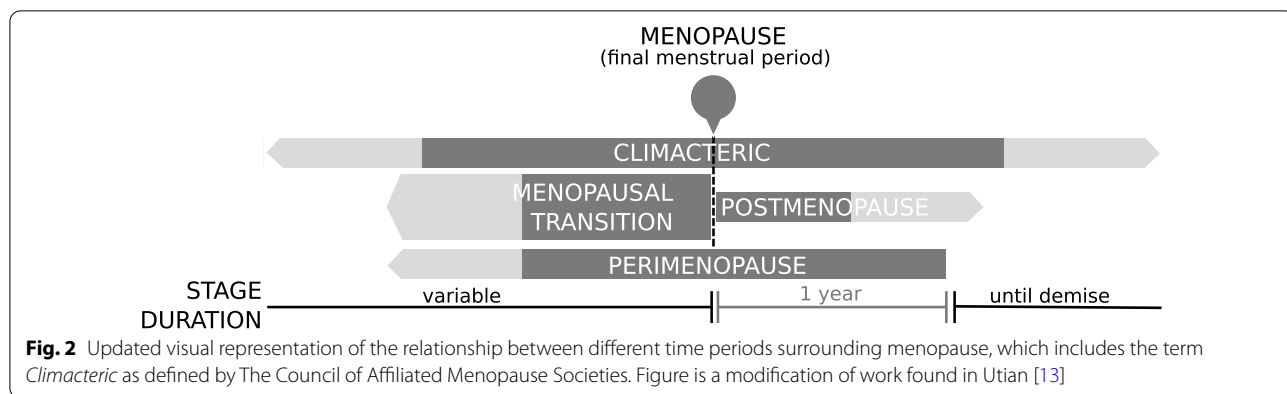 MENOPAUSE
(final menstrual period)
CLIMACTERIC
MENOPAUSAL
TRANSITION
POSTMENOPAUSE
PERIMENOPAUSE
STAGE
DURATION
variable
1 year
until demise
Fig. 2 Updated visual representation of the relationship between different time periods surrounding menopause, which includes the term
Climacteric as defined by The Council of Affiliated Menopause Societies. Figure is a modification of work found in Utian [13]